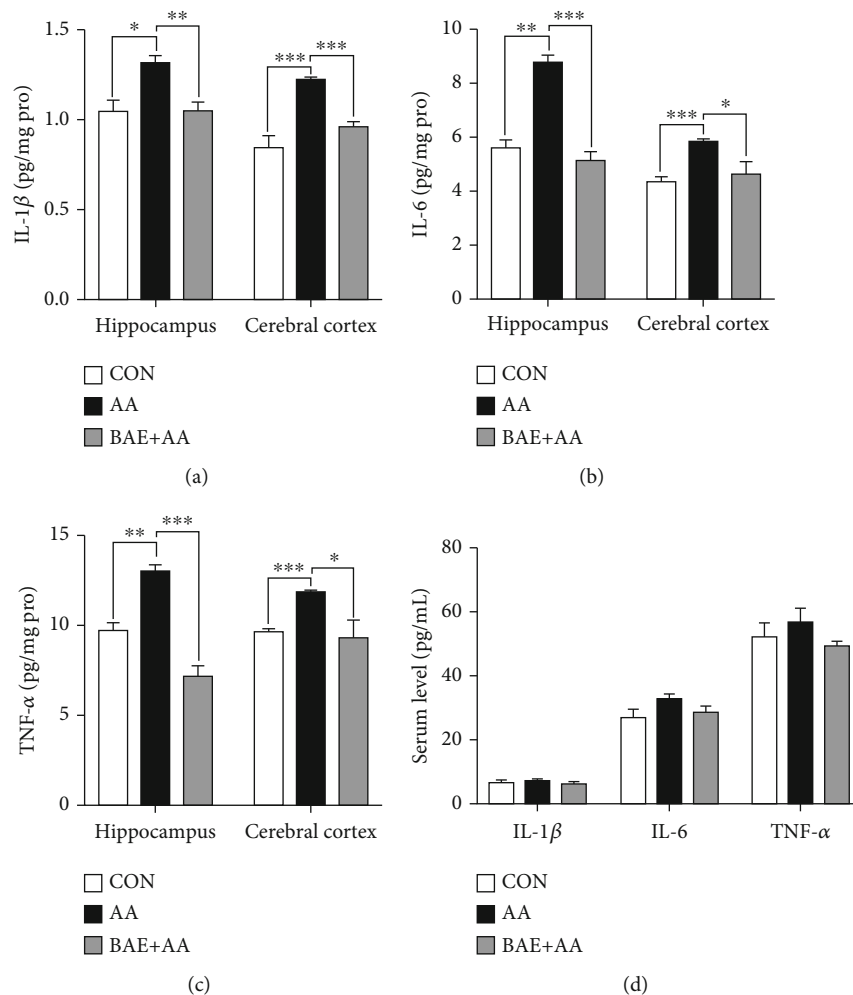 IL-1β (pg/mg pro)
1.5
1.0
0.5
0.0
* ** *** ***
Hippocampus Cerebral cortex
CON
AA
BAE+AA
(a)
IL-6 (pg/mg pro)
10
8
6
4
2
0
** *** *** *
Hippocampus Cerebral cortex
CON
AA
BAE+AA
(b)
TNF-α (pg/mg pro)
15
10
5
0
** *** *** *
Hippocampus Cerebral cortex
CON
AA
BAE+AA
(c)
Serum level (pg/mL)
80
60
40
20
0
IL-1β IL-6 TNF-α
CON
AA
BAE+AA
(d)